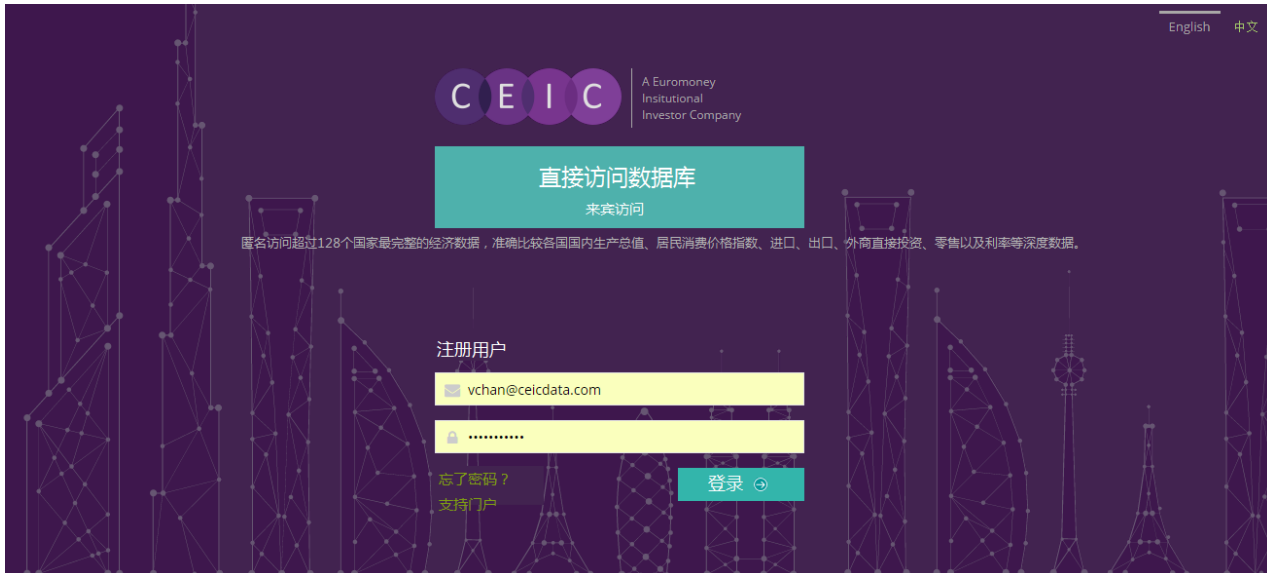 English 中文
CEIC
A Euromoney
Insitutional
Investor Company
直接访问数据库
来宾访问
匿名访问超过128个国家最完整的经济数据，准确比较各国国内生产总值、居民消费价格指数、进口、出口、外商直接投资、零售以及利率等深度数据。
注册用户
vchan@ceicdata.com
•••••••••••
忘了密码？
登录
支持门户